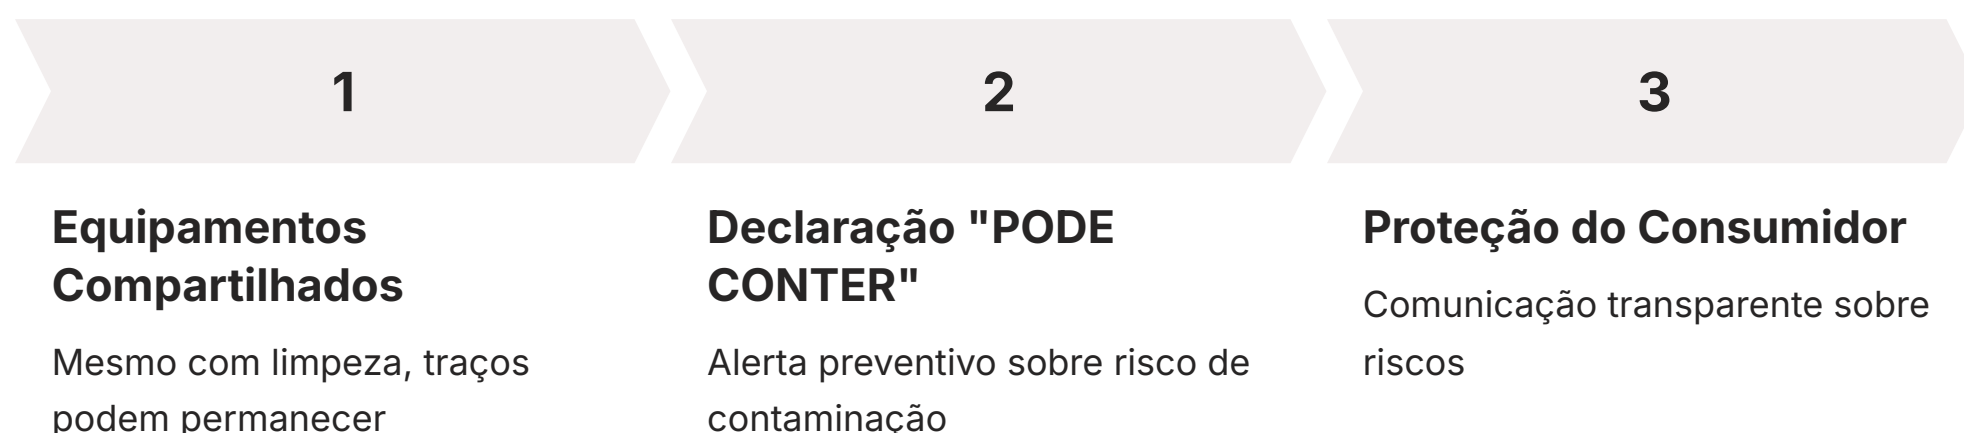 1
Equipamentos
Compartilhados
Mesmo com limpeza, traços
podem permanecer
2
Declaração "PODE
CONTER"
Alerta preventivo sobre risco de
contaminação
3
Proteção do Consumidor
Comunicação transparente sobre
riscos